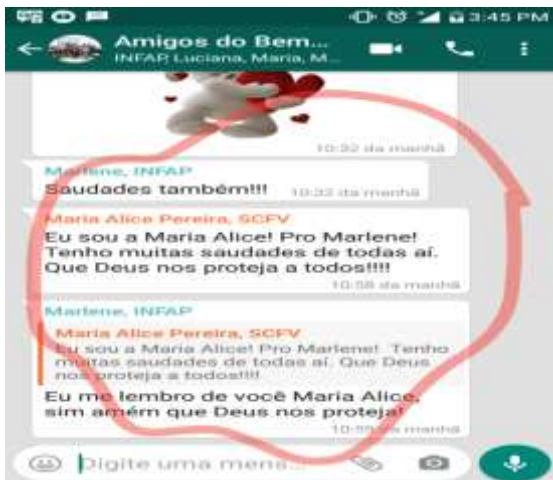 3:45 PM
Amigos do Bem...
INFAP, Luciana, Maria, M...
10:32 da manhã
Marlene, INFAP
Saudades também!!! 10:32 da manhã
Maria Alice Pereira, SCFV
Eu sou a Maria Alice! Pro Marlene!
Tenho muitas saudades de todas aí.
Que Deus nos proteja a todos!!!!
10:58 da manhã
Marlene, INFAP
Maria Alice Pereira, SCFV
Eu sou a Maria Alice! Pro Marlene! Tenho
muitas saudades de todas aí. Que Deus
nos proteja a todos!!!!
Eu me lembro de você Maria Alice,
sim amém que Deus nos proteja!
10:59 da manhã
Digite uma mens...